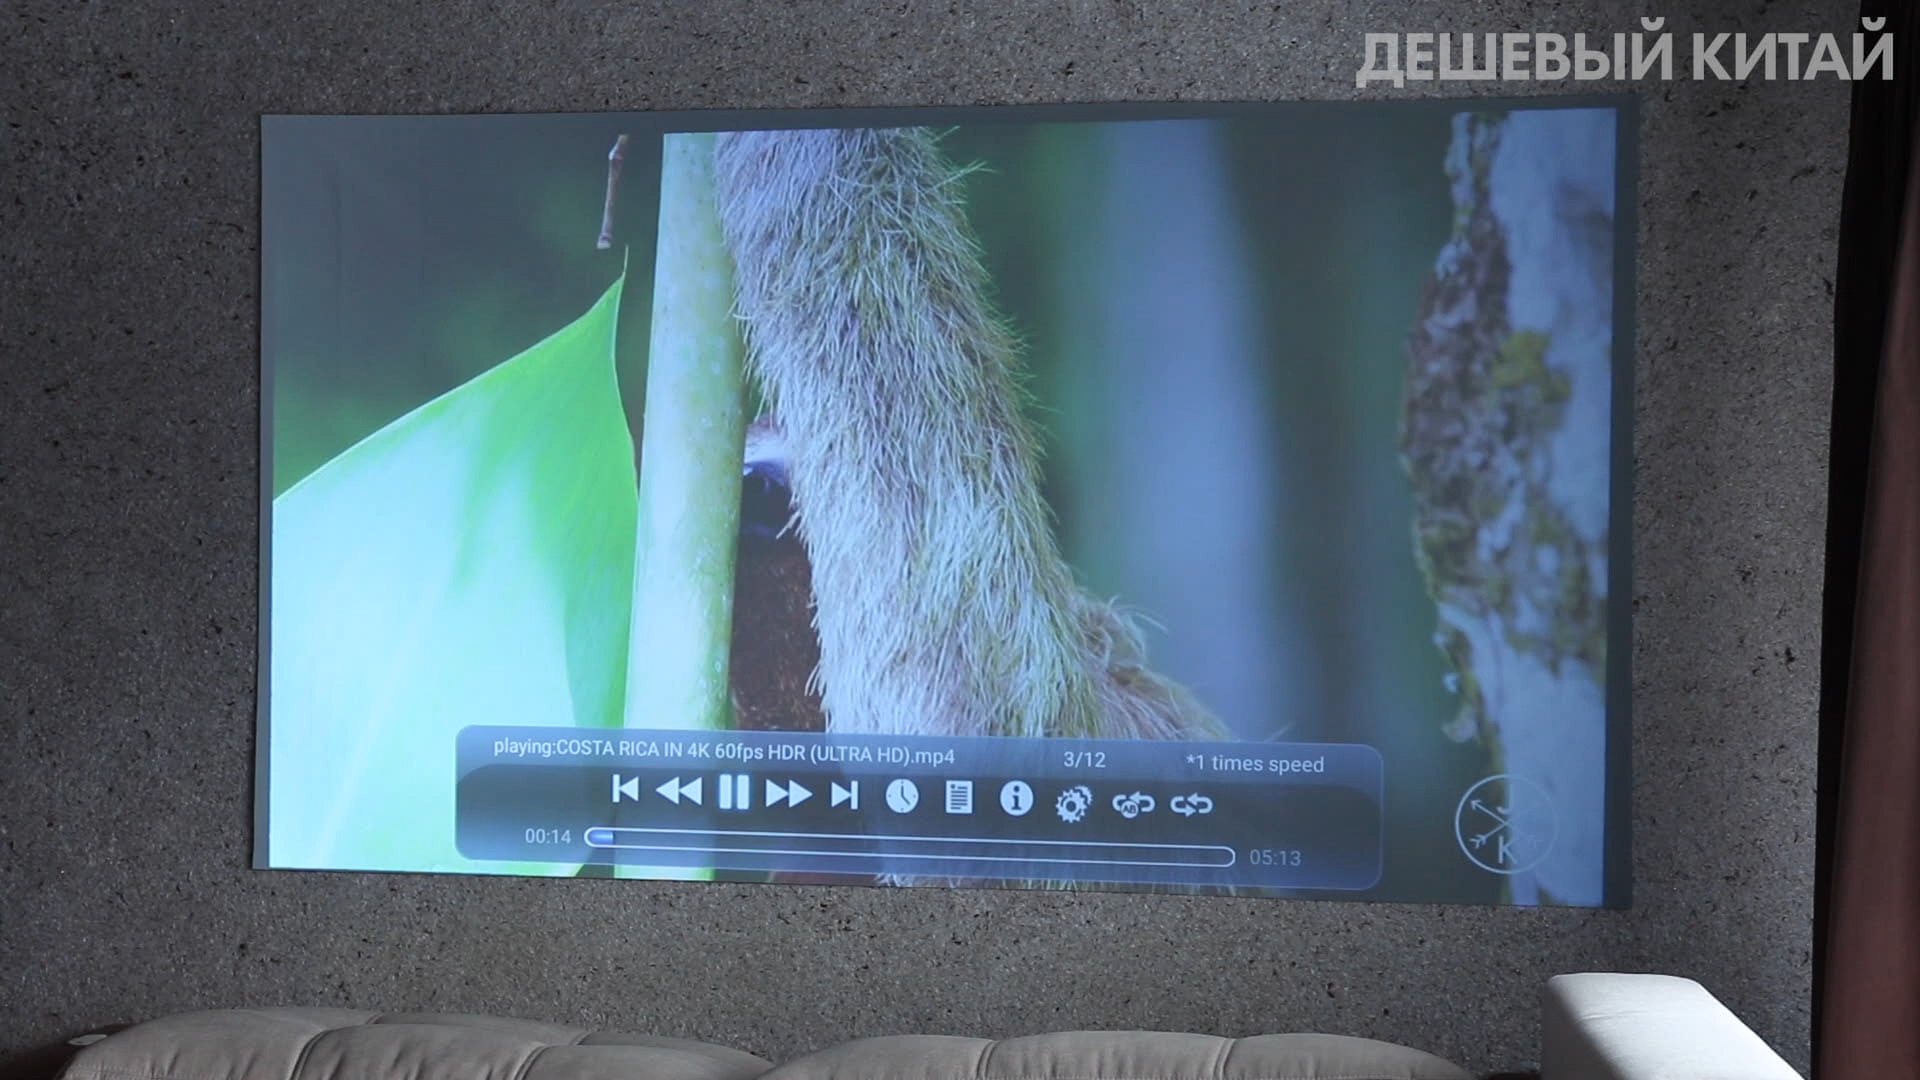 ДЕШЕВЫЙ КИТАЙ
playing:COSTA RICA IN 4K 60fps HDR (ULTRA HD).mp4 3/12 *1 times speed
AB
00:14 05:13
J
K